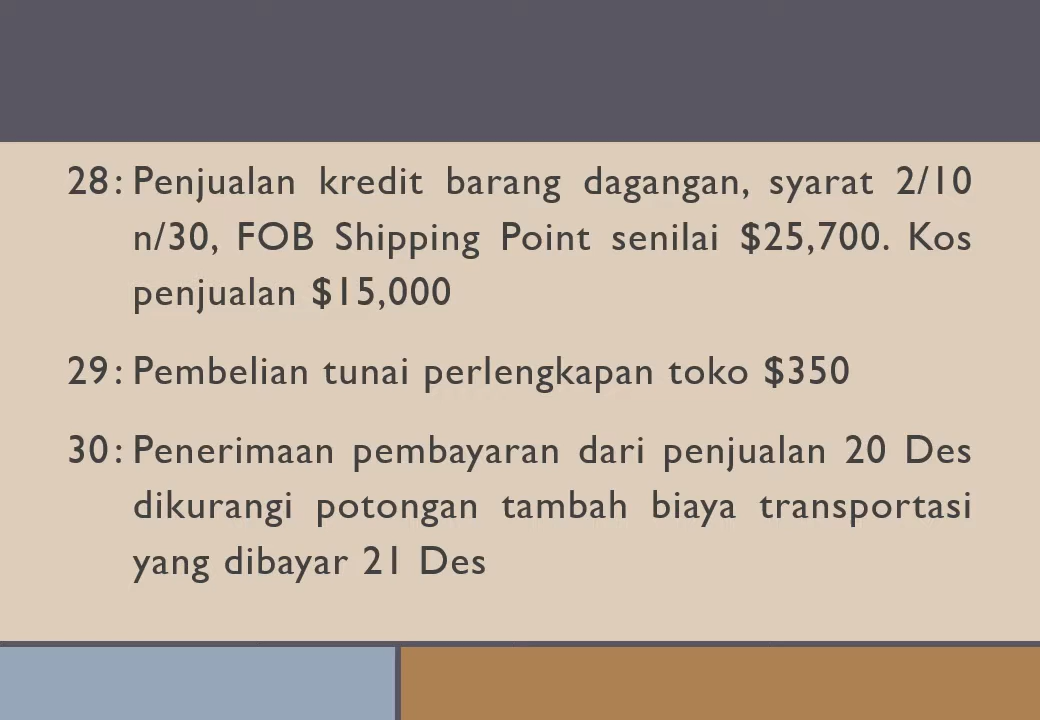 28: Penjualan kredit barang dagangan, syarat 2/10
n/30, FOB Shipping Point senilai $25,700. Kos
penjualan $15,000
29: Pembelian tunai perlengkapan toko $350
30: Penerimaan pembayaran dari penjualan 20 Des
dikurangi potongan tambah biaya transportasi
yang dibayar 21 Des